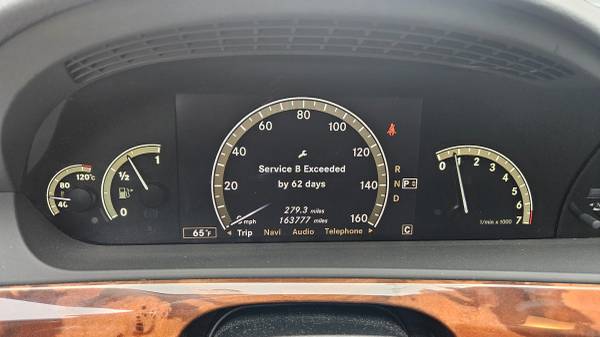 120°C
80
40
1
1/2
0
20
40
60
80
100
120
140
160
Service B Exceeded
by 62 days
mph
279.3 miles
163777 miles
65°F
Trip Navi Audio Telephone
R
N P
D
C
0 1 2 3 4 5 6 7
1/min x 1000